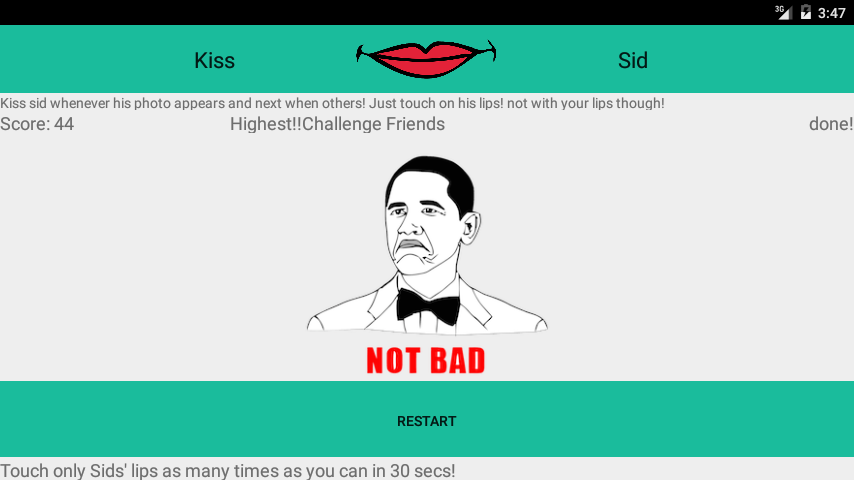 3G 3:47
Kiss Sid
Kiss sid whenever his photo appears and next when others! Just touch on his lips! not with your lips though!
Score: 44 Highest!!Challenge Friends done!
NOT BAD
RESTART
Touch only Sids' lips as many times as you can in 30 secs!